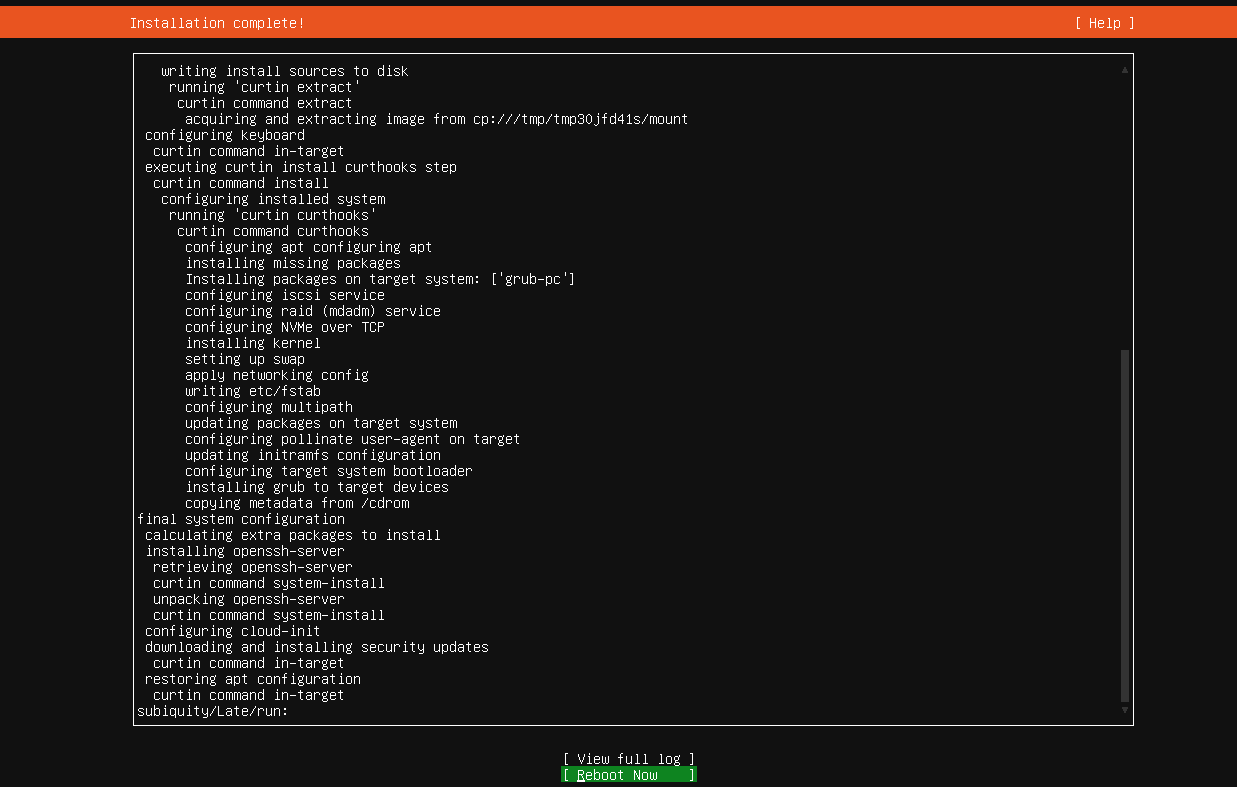 Installation complete!
[ Help ]
writing install sources to disk
running 'curtin extract'
curtin command extract
acquiring and extracting image from cp:///tmp/tmp30jfd41s/mount
configuring keyboard
curtin command in-target
executing curtin install curthooks step
curtin command install
configuring installed system
running 'curtin curthooks'
curtin command curthooks
configuring apt configuring apt
installing missing packages
Installing packages on target system: ['grub-pc']
configuring iscsi service
configuring raid (mdadm) service
configuring NVMe over TCP
installing kernel
setting up swap
apply networking config
writing etc/fstab
configuring multipath
updating packages on target system
configuring pollinate user-agent on target
updating initramfs configuration
configuring target system bootloader
installing grub to target devices
copying metadata from /cdrom
final system configuration
calculating extra packages to install
installing openssh-server
retrieving openssh-server
curtin command system-install
unpacking openssh-server
curtin command system-install
configuring cloud-init
downloading and installing security updates
curtin command in-target
restoring apt configuration
curtin command in-target
subiquity/Late/run:
[ View full log ]
[ Reboot Now ]